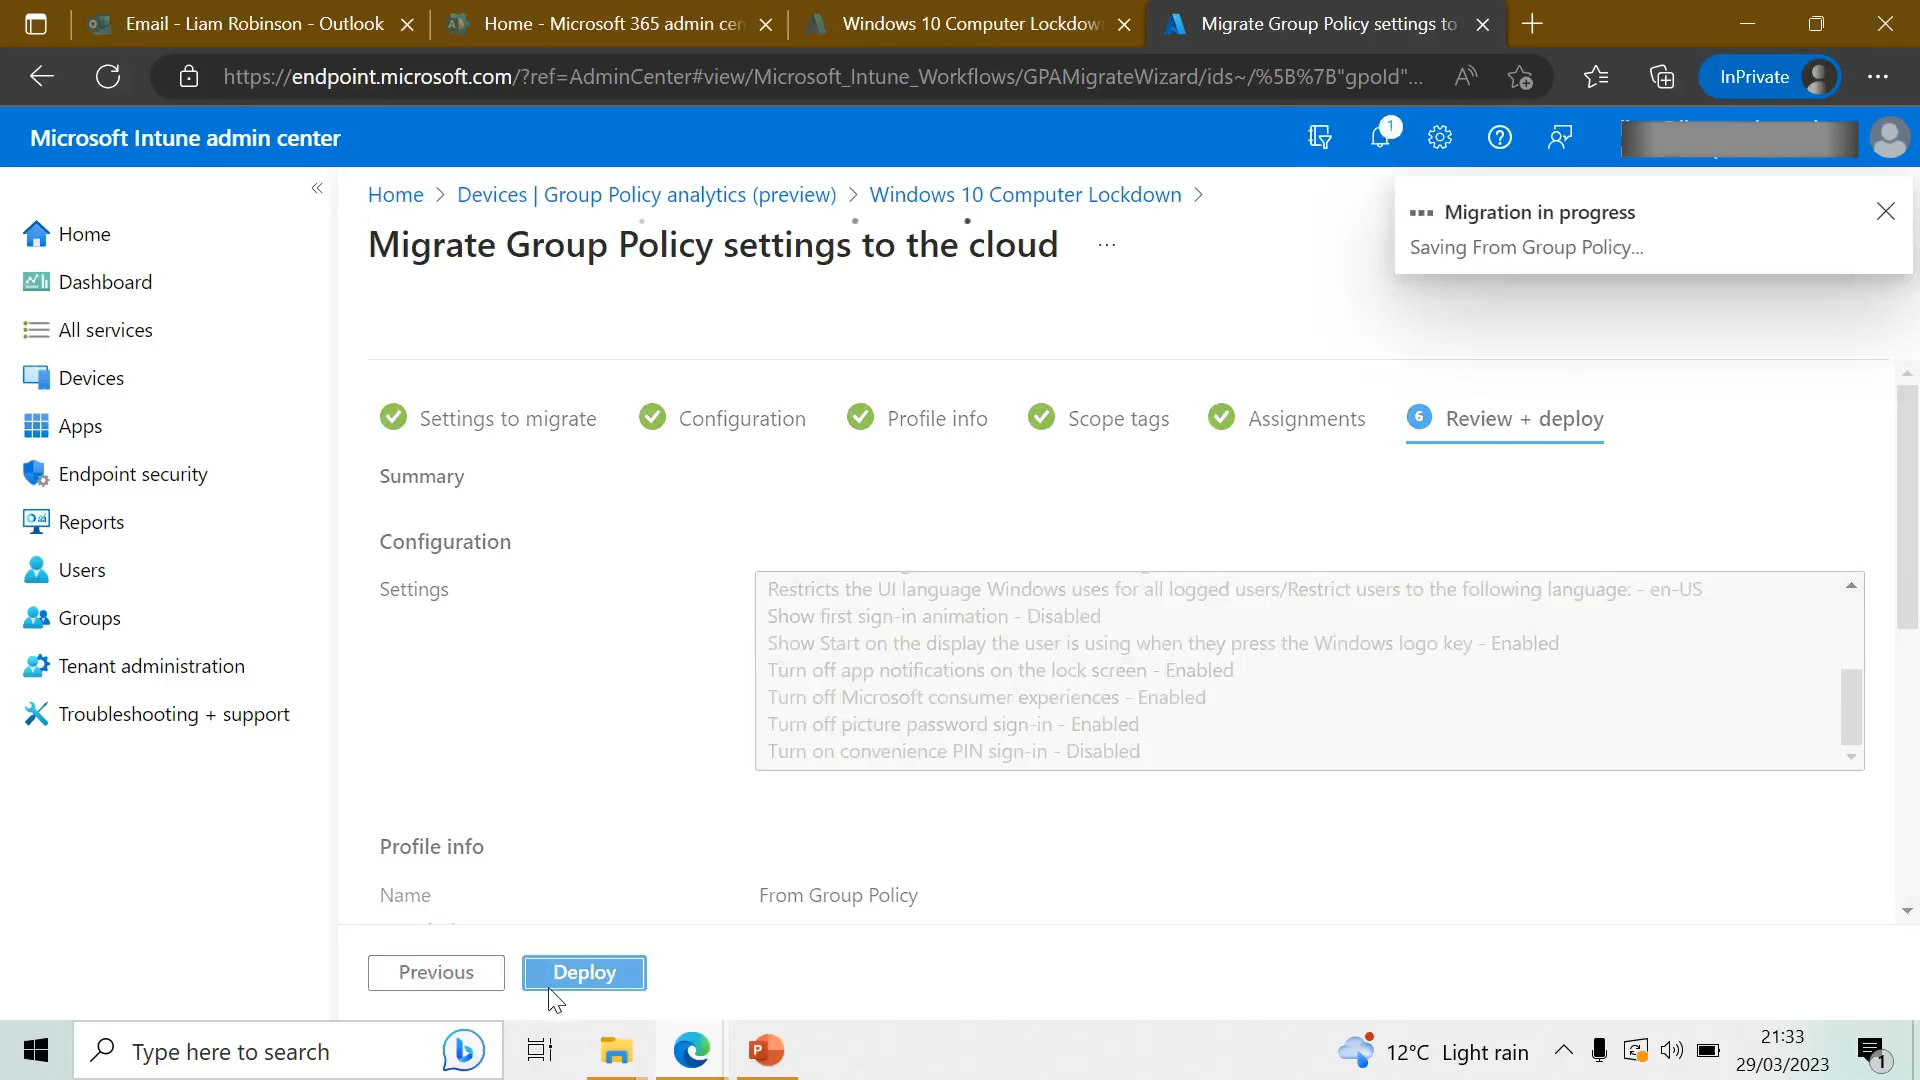 Email - Liam Robinson - Outlook
Home - Microsoft 365 admin cen
Windows 10 Computer Lockdow
Migrate Group Policy settings to
https://endpoint.microsoft.com/?ref=AdminCenter#view/Microsoft_Intune_Workflows/GPAMigrateWizard/ids~/%5B%7B"gpoId"...
InPrivate
Microsoft Intune admin center
1
Home > Devices | Group Policy analytics (preview) > Windows 10 Computer Lockdown >
Migrate Group Policy settings to the cloud ...
Migration in progress
Saving From Group Policy...
Home
Dashboard
All services
Devices
Apps
Endpoint security
Reports
Users
Groups
Tenant administration
Troubleshooting + support
Settings to migrate
Configuration
Profile info
Scope tags
Assignments
6 Review + deploy
Summary
Configuration
Settings
Restricts the UI language Windows uses for all logged users/Restrict users to the following language: - en-US
Show first sign-in animation - Disabled
Show Start on the display the user is using when they press the Windows logo key - Enabled
Turn off app notifications on the lock screen - Enabled
Turn off Microsoft consumer experiences - Enabled
Turn off picture password sign-in - Enabled
Turn on convenience PIN sign-in - Disabled
Profile info
Name
From Group Policy
Previous
Deploy
Type here to search
12°C Light rain
21:33
29/03/2023
1